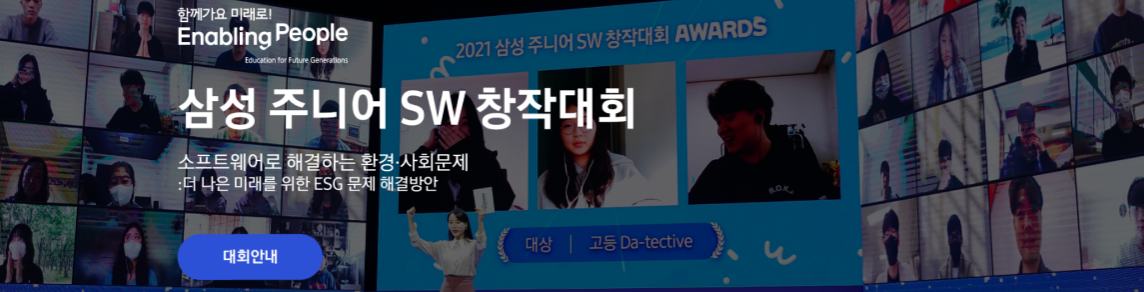 함께가요 미래로!
Enabling People
Education for Future Generations
2021 삼성 주니어 SW 창작대회 AWARDS
삼성 주니어 SW 창작대회
소프트웨어로 해결하는 환경·사회문제
:더 나은 미래를 위한 ESG 문제 해결방안
대회안내
대상 | 고등 Da-tective